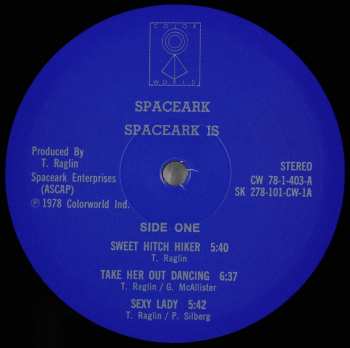 COLOR
WORLD
SPACEARK
SPACEARK IS
Produced By
T. Raglin
Spaceark Enterprises
(ASCAP)
℗ 1978 Colorworld Ind.
STEREO
CW 78-1-403-A
SK 278-101-CW-1A
SIDE ONE
SWEET HITCH HIKER 5:40
T. Raglin
TAKE HER OUT DANCING 6:37
T. Reglin / G. McAllister
SEXY LADY 5:42
T. Raglin / P. Silberg